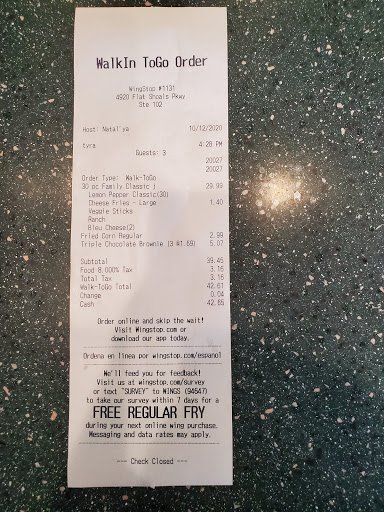 WalkIn ToGo Order
WingStop #1131
4920 Flat Shoals Pkwy
Ste 102
Host: Natal'ya 10/12/2020
tyra 4:28 PM
Guests: 3
20027
20027
Order Type: Walk-ToGo
30 pc Family Classic j 29.99
Lemon Pepper Classic(30)
Cheese Fries - Large 1.40
Veggie Sticks
Ranch
Bleu Cheese(2)
Fried Corn Regular 2.99
Triple Chocolate Brownie (3 @1.69) 5.07
Subtotal 39.45
Food 8.000% Tax 3.16
Total Tax 3.16
Walk-ToGo Total 42.61
Change 0.04
Cash 42.65
Order online and skip the wait!
Visit Wingstop.com or
download our app today.
Ordena en linea por wingstop.com/espanol
We'll feed you for feedback!
Visit us at wingstop.com/survey
or text "SURVEY" to WINGS (94647)
to take our survey within 7 days for a
FREE REGULAR FRY
during your next online wing purchase.
Messaging and data rates may apply.
--- Check Closed ---